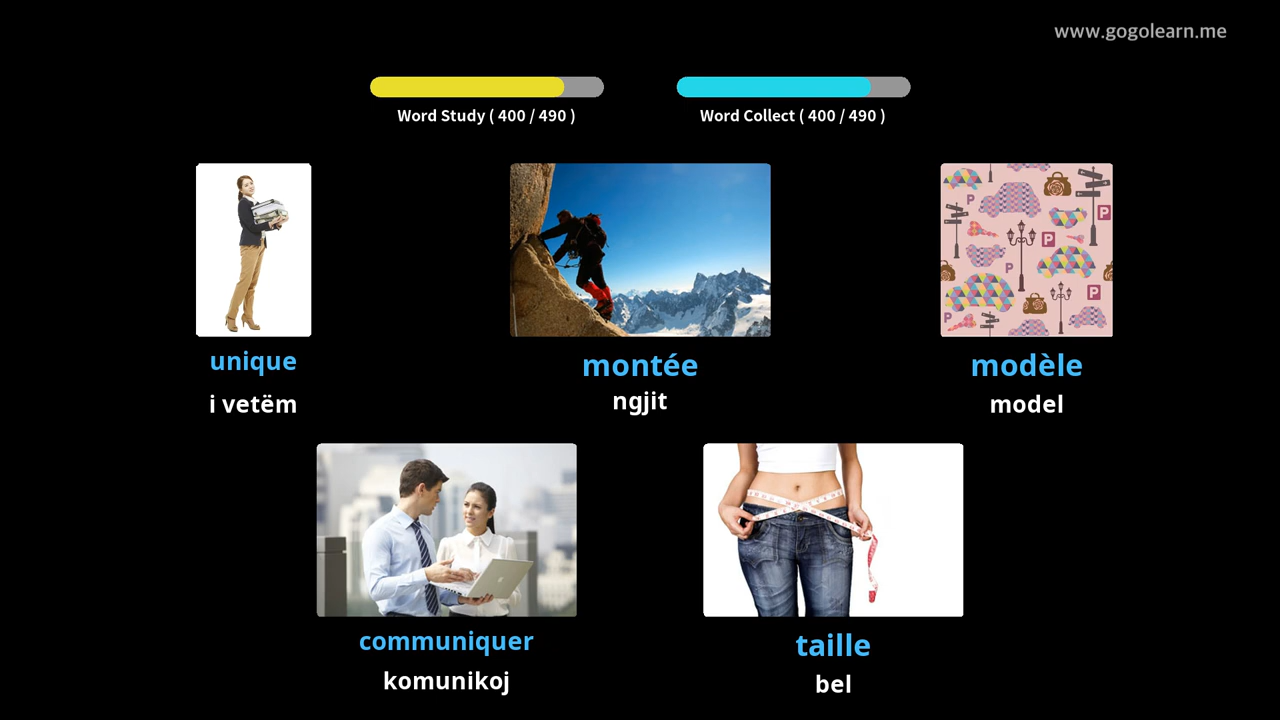 www.gogolearn.me
Word Study ( 400 / 490 )
Word Collect ( 400 / 490 )
unique
i vetëm
montée
ngjit
modèle
model
P
P
P
P
P
P
communiquer
komunikoj
taille
bel